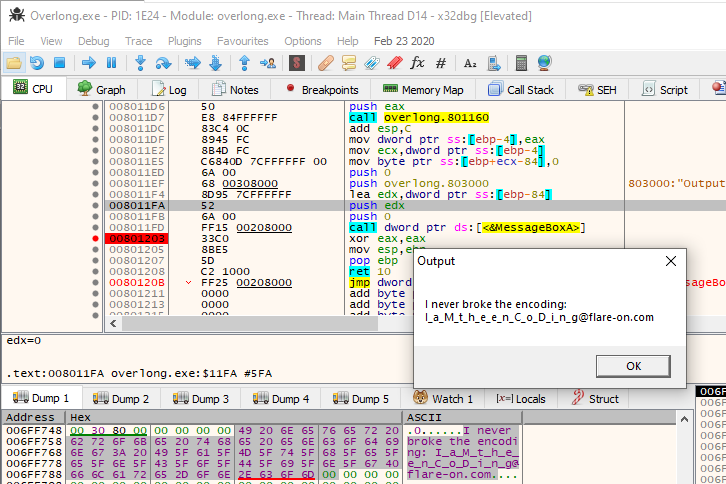 Overlong.exe - PID: 1E24 - Module: overlong.exe - Thread: Main Thread D14 - x32dbg [Elevated]
File View Debug Trace Plugins Favourites Options Help Feb 23 2020
CPU Graph Log Notes Breakpoints Memory Map Call Stack SEH Script
008011D6 50 push eax
008011D7 E8 84FFFFFF call overlong.801160
008011DC 83C4 0C add esp,C
008011DF 8945 FC mov dword ptr ss:[ebp-4],eax
008011E2 8B4D FC mov ecx,dword ptr ss:[ebp-4]
008011E5 C6840D 7CFFFFFF 00 mov byte ptr ss:[ebp+ecx-84],0
008011ED 6A 00 push 0
008011EF 68 00308000 push overlong.803000 803000:"Output
008011F4 8D95 7CFFFFFF lea edx,dword ptr ss:[ebp-84]
008011FA 52 push edx
008011FB 6A 00 push 0
008011FD FF15 00208000 call dword ptr ds:[<&MessageBoxA>]
00801203 33C0 xor eax,eax
00801205 8BE5 mov esp,ebp
00801207 5D pop ebp
00801208 C2 1000 ret 10
0080120B FF25 00208000 jmp dword
00801211 0000 add byte
00801213 0000 add byte
00801215 0000 add byte
Output
I never broke the encoding:
I_a_M_t_h_e_e_n_C_o_D_i_n_g@flare-on.com
OK
edx=0
.text:008011FA overlong.exe:$11FA #5FA
Dump 1 Dump 2 Dump 3 Dump 4 Dump 5 Watch 1 [x=] Locals Struct
Address Hex ASCII
006FF748 00 30 80 00 00 00 00 00 49 20 6E 65 76 65 72 20 .0......I never
006FF758 62 72 6F 6B 65 20 74 68 65 20 65 6E 63 6F 64 69 broke the encodi
006FF768 6E 67 3A 20 49 5F 61 5F 4D 5F 74 5F 68 5F 65 5F ng: I_a_M_t_h_e_
006FF778 65 5F 6E 5F 43 5F 6F 5F 44 5F 69 5F 6E 5F 67 40 e_n_C_o_D_i_n_g@
006FF788 66 6C 61 72 65 2D 6F 6E 2E 63 6F 6D 00 00 00 00 flare-on.com....